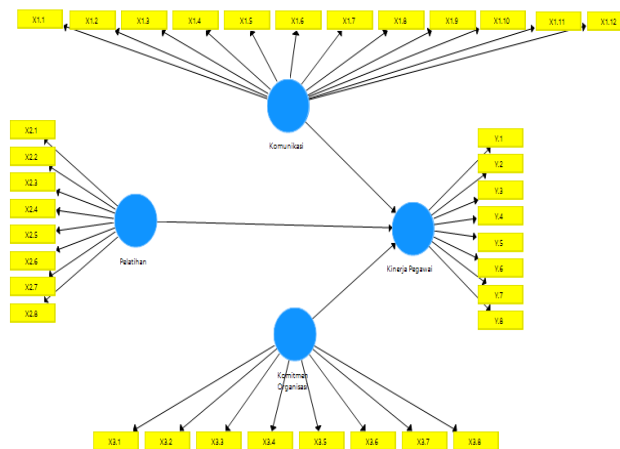 X1.1 X1.2 X1.3 X1.4 X1.5 X1.6 X1.7 X1.8 X1.9 X1.10 X1.11 X1.12
Komunikasi
X2.1
X2.2
X2.3
X2.4
X2.5
X2.6
X2.7
X2.8
Pelatihan
Y.1
Y.2
Y.3
Y.4
Y.5
Y.6
Y.7
Y.8
Kinerja Pegawai
Komitmen
Organisasi
X3.1 X3.2 X3.3 X3.4 X3.5 X3.6 X3.7 X3.8